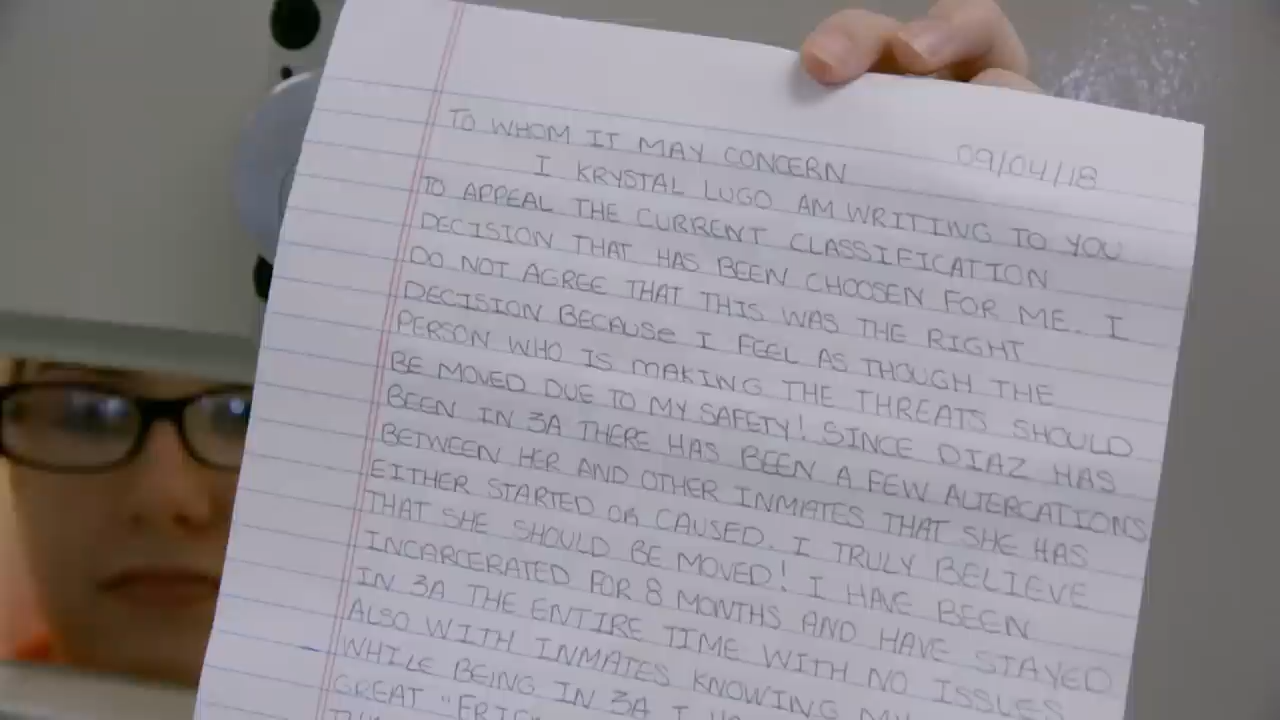 TO WHOM IT MAY CONCERN 09/04/18
I KRYSTAL LUGO AM WRITING TO YOU
TO APPEAL THE CURRENT CLASSIFICATION
DECISION THAT HAS BEEN CHOOSEN FOR ME. I
DO NOT AGREE THAT THIS WAS THE RIGHT
DECISION BECAUSE I FEEL AS THOUGH THE
PERSON WHO IS MAKING THE THREATS SHOULD
BE MOVED DUE TO MY SAFETY! SINCE DIAZ HAS
BEEN IN 3A THERE HAS BEEN A FEW ALTERCATIONS
BETWEEN HER AND OTHER INMATES THAT SHE HAS
EITHER STARTED OR CAUSED. I TRULY BELIEVE
THAT SHE SHOULD BE MOVED! I HAVE BEEN
INCARCERATED FOR 8 MONTHS AND HAVE STAYED
IN 3A THE ENTIRE TIME WITH NO ISSUES
ALSO WITH INMATES KNOWING MY
WHILE BEING IN 3A I
GREAT